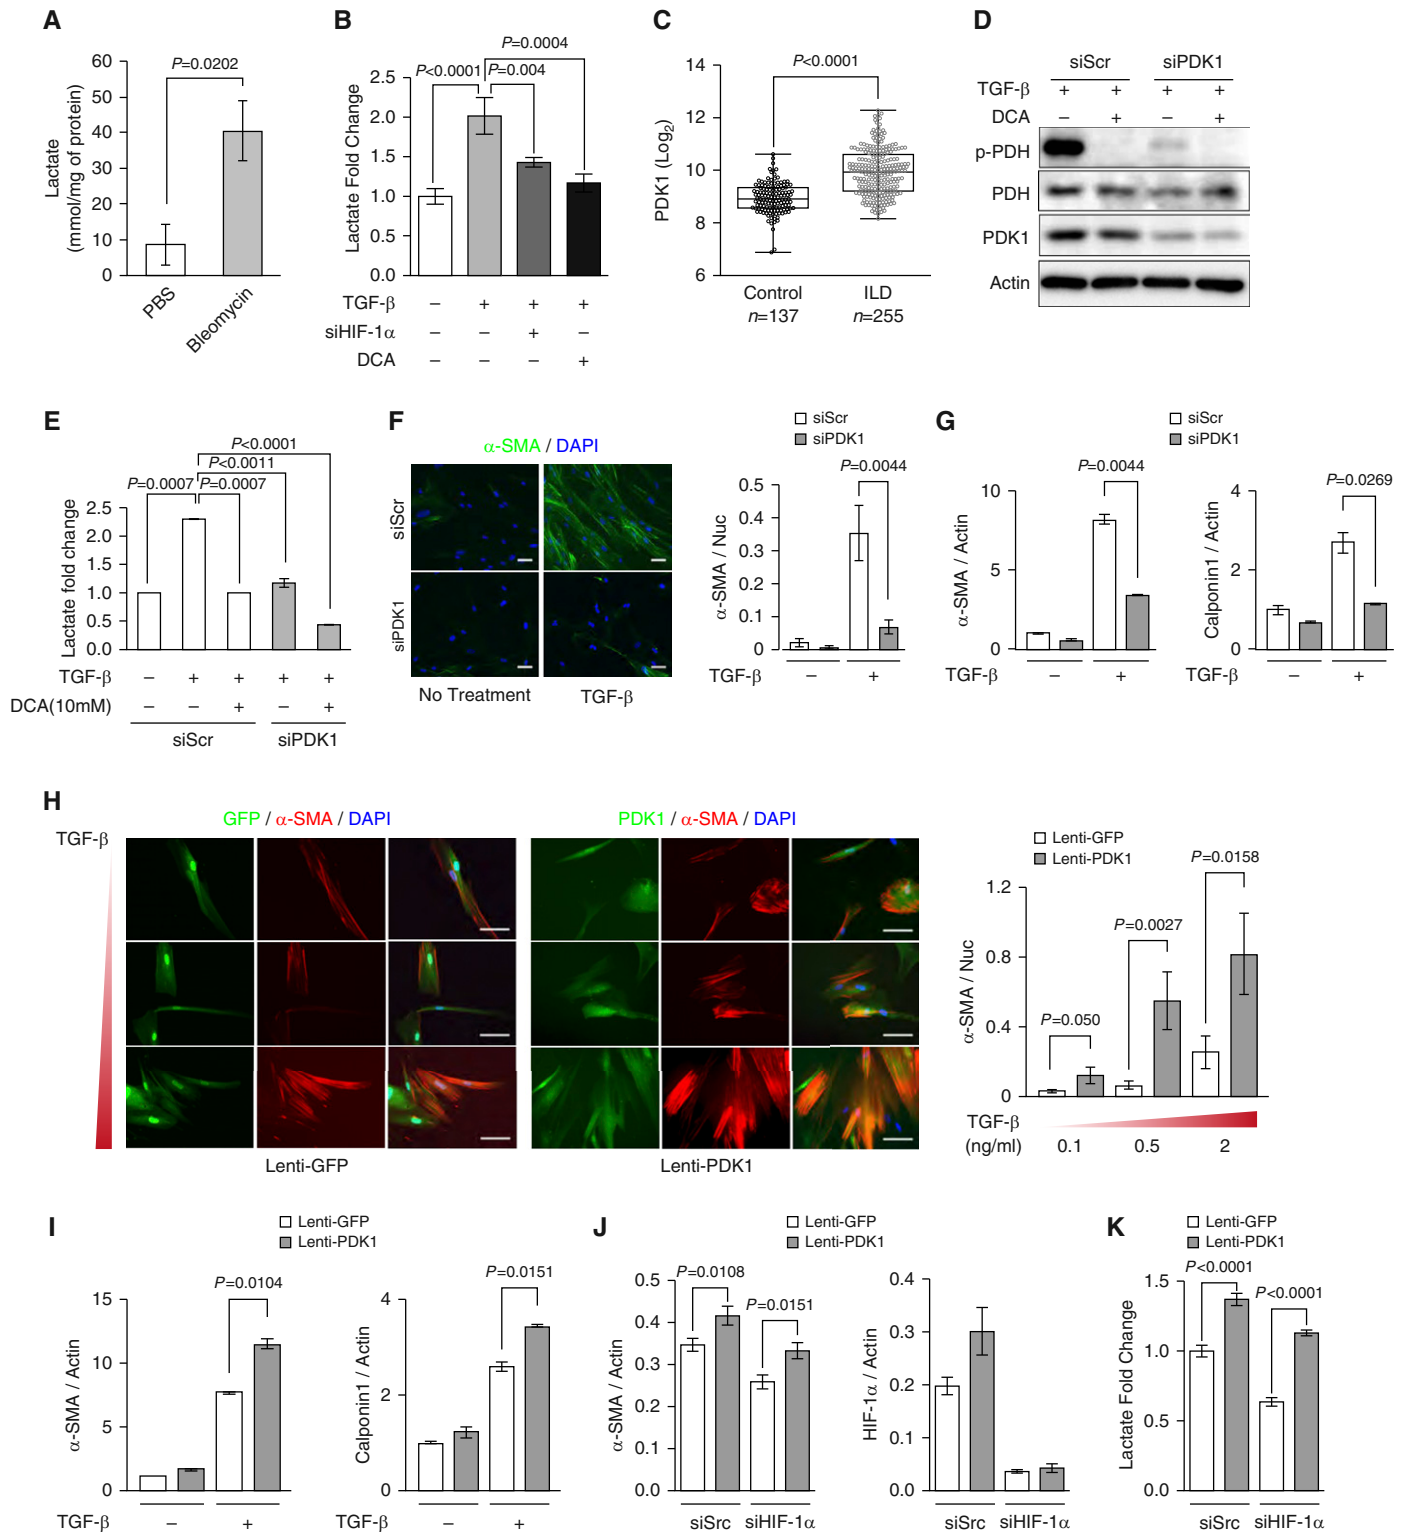 A
Lactate
(mmol/mg of protein)
60
50
40
30
20
10
0
P=0.0202
PBS
Bleomycin
B
Lactate Fold Change
2.5
2.0
1.5
1.0
0.5
0.0
P=0.0004
P<0.0001
P=0.004
TGF-β – + + +
siHIF-1α – – + –
DCA – – – +
C
PDK1 (Log2)
14
12
10
8
6
P<0.0001
Control
n=137
ILD
n=255
D
siScr siPDK1
TGF-β + + + +
DCA – + – +
p-PDH
PDH
PDK1
Actin
E
Lactate fold change
2.5
2.0
1.5
1.0
0.5
0.0
P<0.0001
P<0.0011
P=0.0007 P=0.0007
TGF-β – + + + +
DCA(10mM) – – + – +
siScr siPDK1
F
α-SMA / DAPI
siScr
siPDK1
No Treatment
TGF-β
siScr
siPDK1
α-SMA / Nuc
0.5
0.4
0.3
0.2
0.1
0
P=0.0044
TGF-β – +
G
siScr
siPDK1
α-SMA / Actin
10
5
0
P=0.0044
TGF-β – +
Calponin1 / Actin
4
2
0
P=0.0269
TGF-β – +
H
TGF-β
GFP / α-SMA / DAPI
Lenti-GFP
PDK1 / α-SMA / DAPI
Lenti-PDK1
Lenti-GFP
Lenti-PDK1
α-SMA / Nuc
1.2
0.8
0.4
0
P=0.050
P=0.0027
P=0.0158
TGF-β
(ng/ml) 0.1 0.5 2
I
Lenti-GFP
Lenti-PDK1
α-SMA / Actin
15
10
5
0
P=0.0104
TGF-β – +
Calponin1 / Actin
4
2
0
P=0.0151
TGF-β – +
J
Lenti-GFP
Lenti-PDK1
α-SMA / Actin
0.5
0.4
0.3
0.2
0.1
0.0
P=0.0108
P=0.0151
siSrc siHIF-1α
HIF-1α / Actin
0.4
0.3
0.2
0.1
0.0
siSrc siHIF-1α
K
Lenti-GFP
Lenti-PDK1
Lactate Fold Change
1.5
1.0
0.5
0.0
P<0.0001
P<0.0001
siSrc siHIF-1α